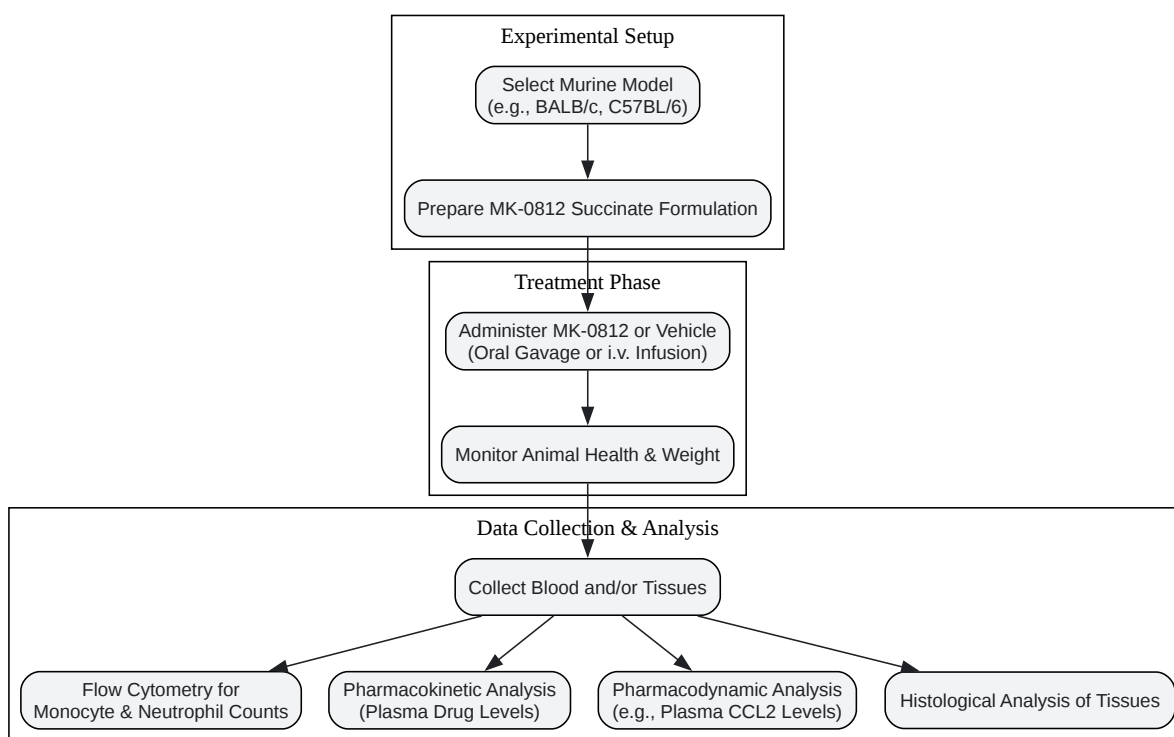 Experimental Setup
Select Murine Model
(e.g., BALB/c, C57BL/6)
Prepare MK-0812 Succinate Formulation
Treatment Phase
Administer MK-0812 or Vehicle
(Oral Gavage or i.v. Infusion)
Monitor Animal Health & Weight
Data Collection & Analysis
Collect Blood and/or Tissues
Flow Cytometry for
Monocyte & Neutrophil Counts
Pharmacokinetic Analysis
(Plasma Drug Levels)
Pharmacodynamic Analysis
(e.g., Plasma CCL2 Levels)
Histological Analysis of Tissues